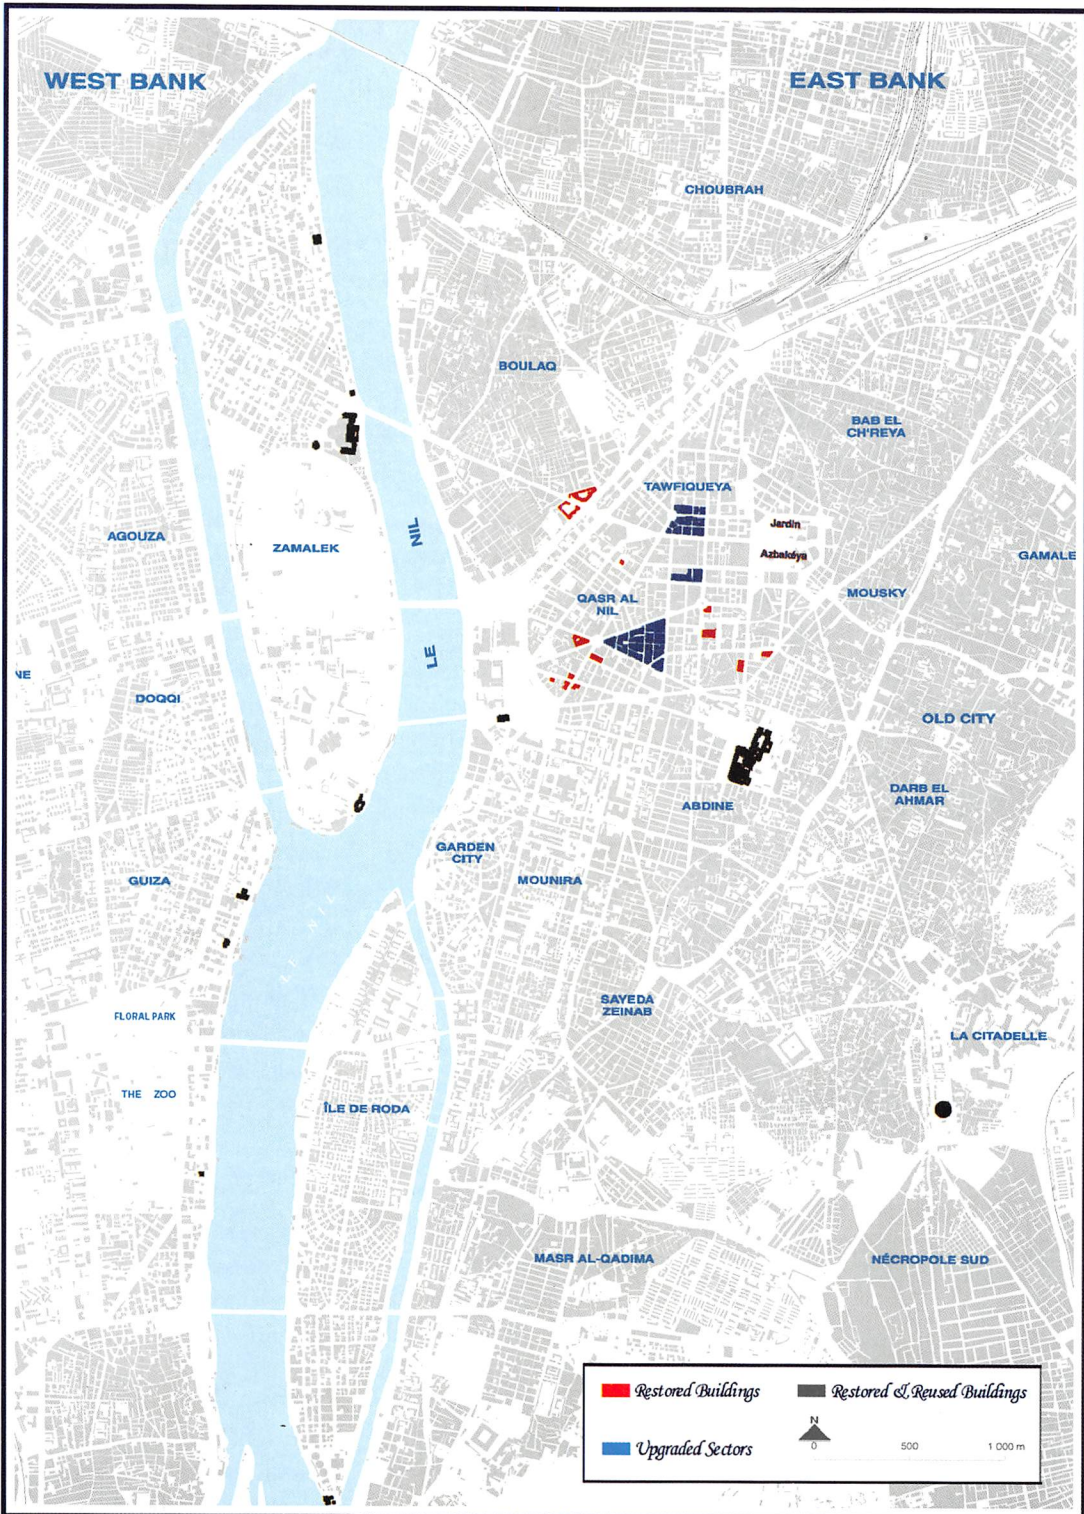 WEST BANK
EAST BANK
CHOUBRAH
BOULAQ
BAB EL
CH'REYA
TAWFIQUEYA
Jardin
Azbakéya
AGOUZA
ZAMALEK
NIL
LE
GAMALE
QASR AL
NIL
MOUSKY
NE
DOQQI
OLD CITY
DARB EL
AHMAR
ABDINE
GARDEN
CITY
GUIZA
MOUNIRA
LE NIL
SAYEDA
ZEINAB
FLORAL PARK
LA CITADELLE
THE ZOO
ÎLE DE RODA
MASR AL-QADIMA
NÉCROPOLE SUD
Restored Buildings
Restored & Reused Buildings
Upgraded Sectors
N
0 500 1 000 m